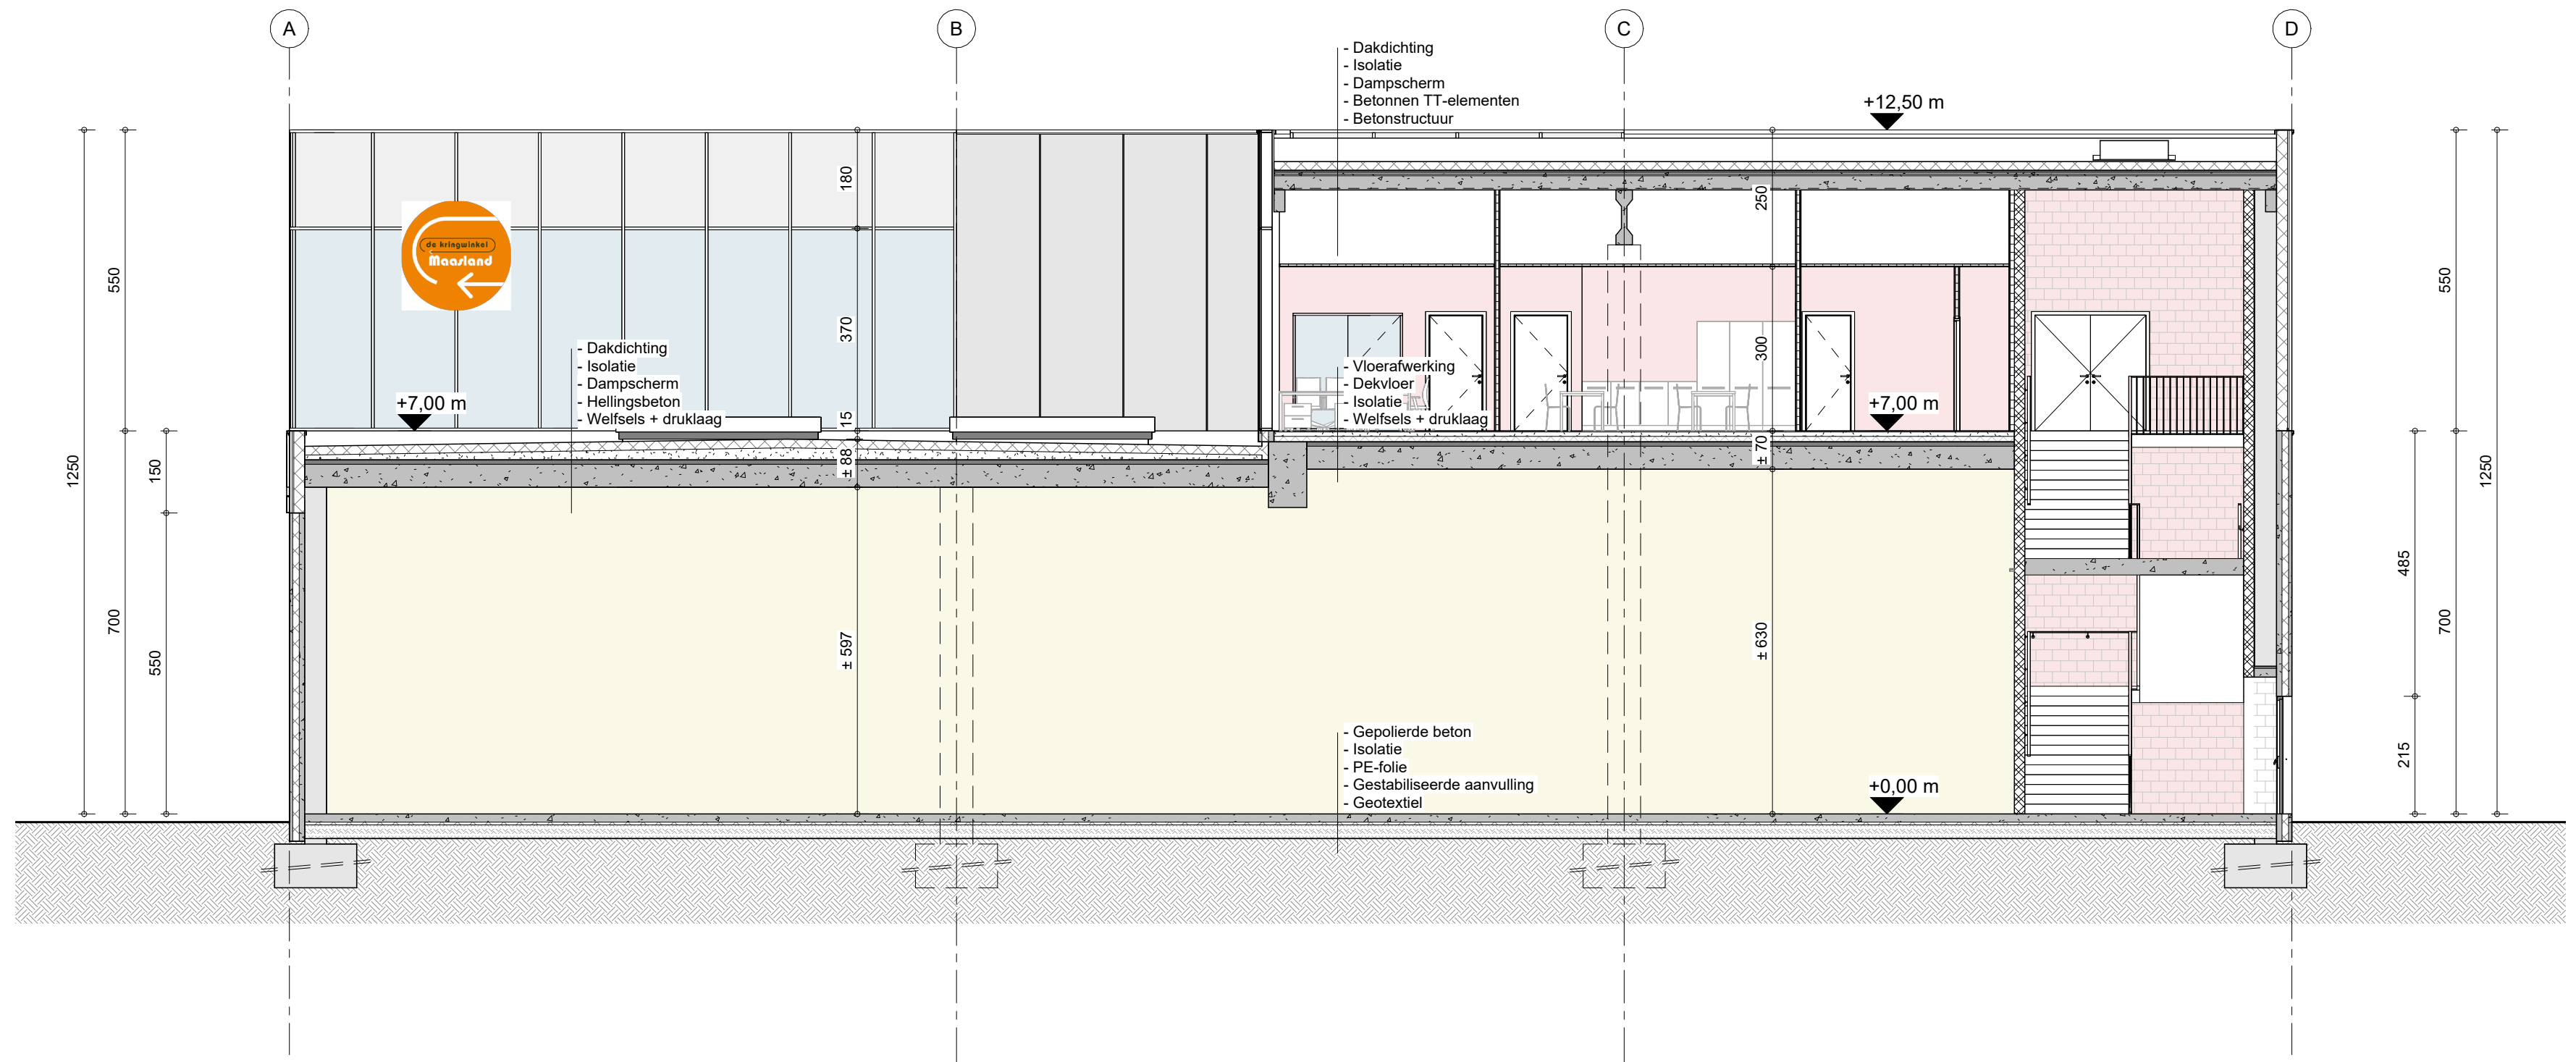 A
B
C
D
- Dakdichting
- Isolatie
- Dampscherm
- Betonnen TT-elementen
- Betonstructuur
+12,50 m
180
250
550
550
de kringwinkel
Maasland
370
300
- Dakdichting
- Isolatie
- Dampscherm
- Hellingsbeton
- Welfsels + druklaag
- Vloerafwerking
- Dekvloer
- Isolatie
- Welfsels + druklaag
+7,00 m
+7,00 m
15
± 88
± 70
1250
150
1250
485
700
550
± 597
± 630
700
215
- Gepolierde beton
- Isolatie
- PE-folie
- Gestabiliseerde aanvulling
- Geotextiel
+0,00 m